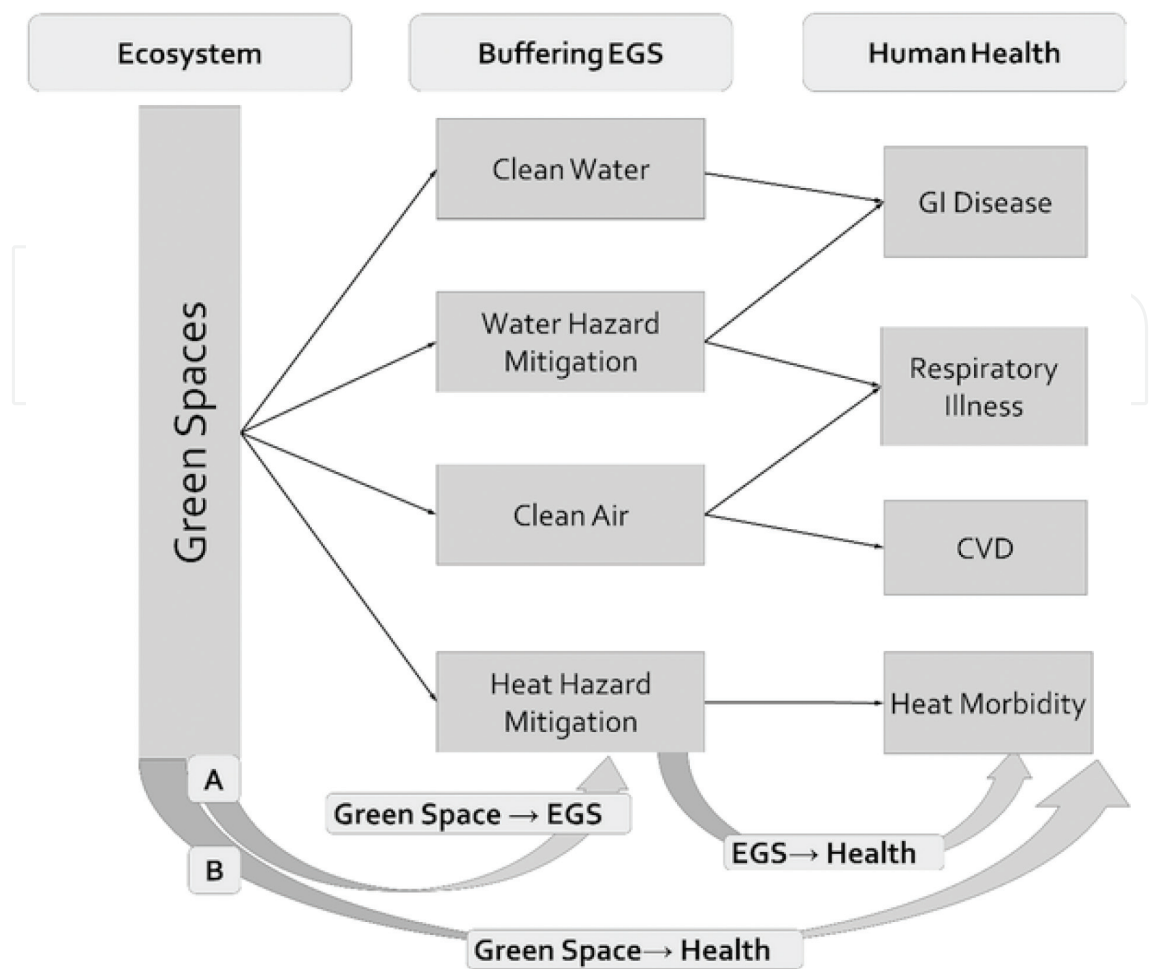 Ecosystem
Buffering EGS
Human Health
Green Spaces
Clean Water
Water Hazard
Mitigation
Clean Air
Heat Hazard
Mitigation
GI Disease
Respiratory
Illness
CVD
Heat Morbidity
A
Green Space → EGS
EGS→ Health
B
Green Space→ Health